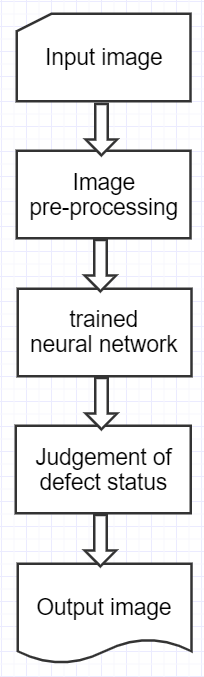 Input image
Image
pre-processing
trained
neural network
Judgement of
defect status
Output image